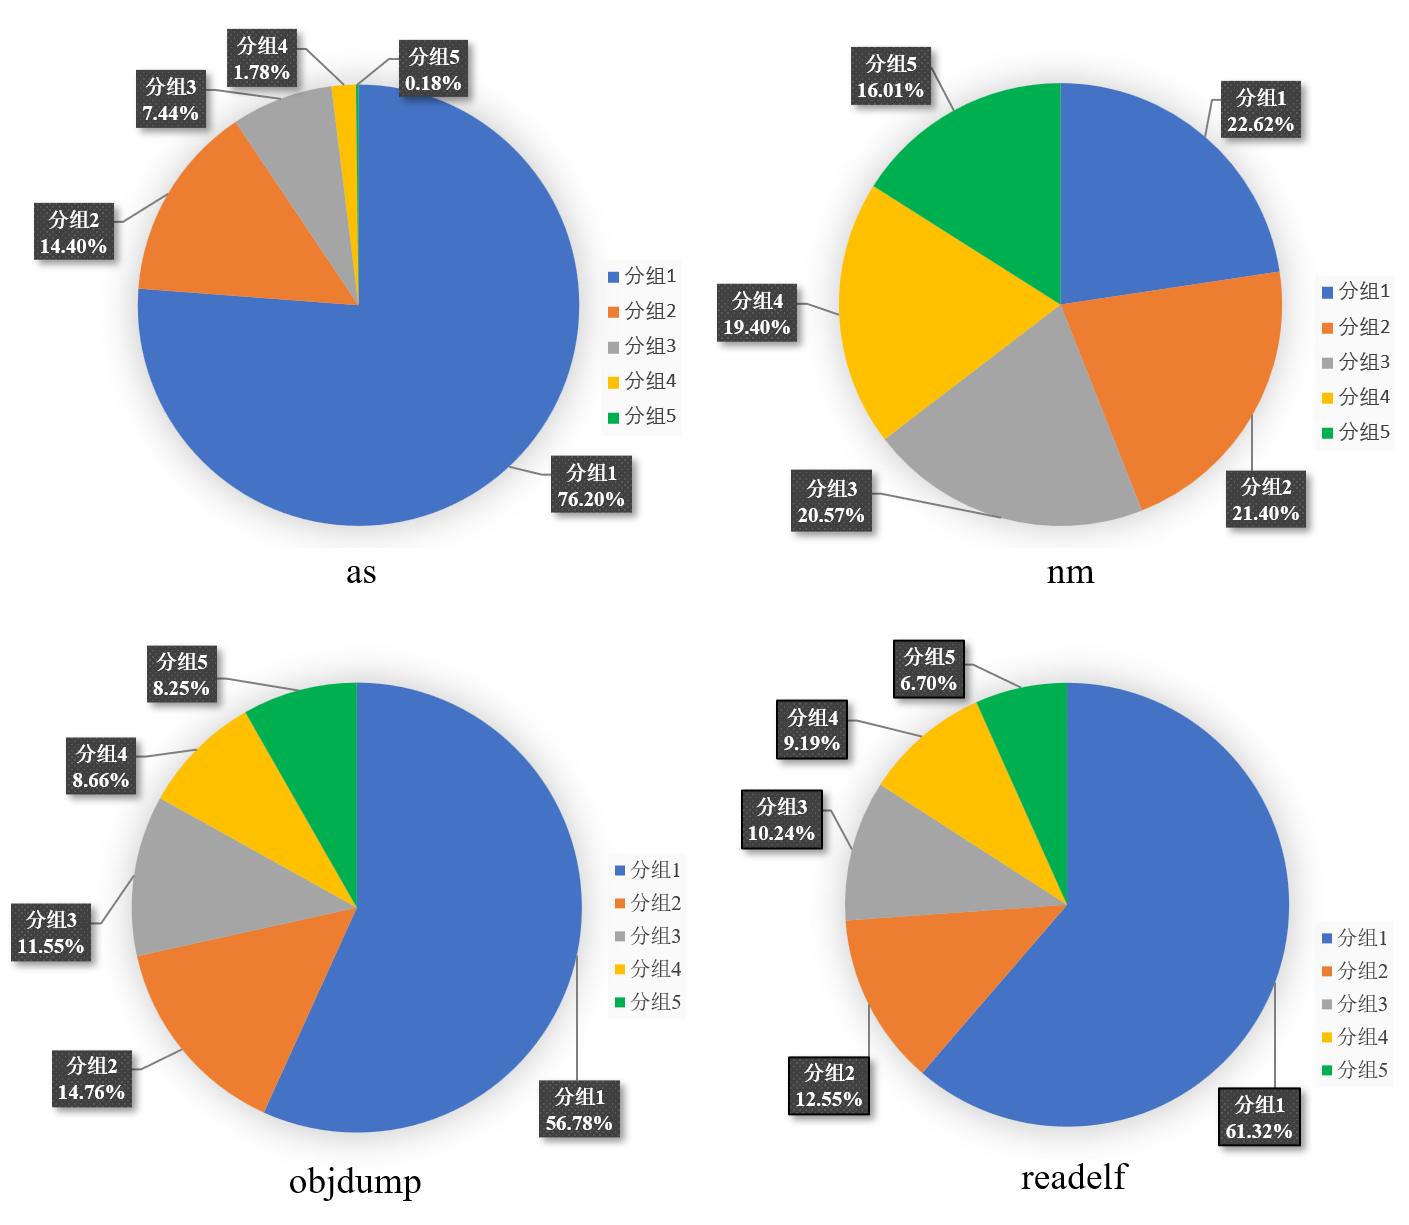 分组4
1.78%
分组5
0.18%
分组3
7.44%
分组2
14.40%
分组1
76.20%
分组1
分组2
分组3
分组4
分组5
as
分组5
16.01%
分组1
22.62%
分组4
19.40%
分组3
20.57%
分组2
21.40%
分组1
分组2
分组3
分组4
分组5
nm
分组5
8.25%
分组4
8.66%
分组3
11.55%
分组2
14.76%
分组1
56.78%
分组1
分组2
分组3
分组4
分组5
objdump
分组5
6.70%
分组4
9.19%
分组3
10.24%
分组2
12.55%
分组1
61.32%
分组1
分组2
分组3
分组4
分组5
readelf